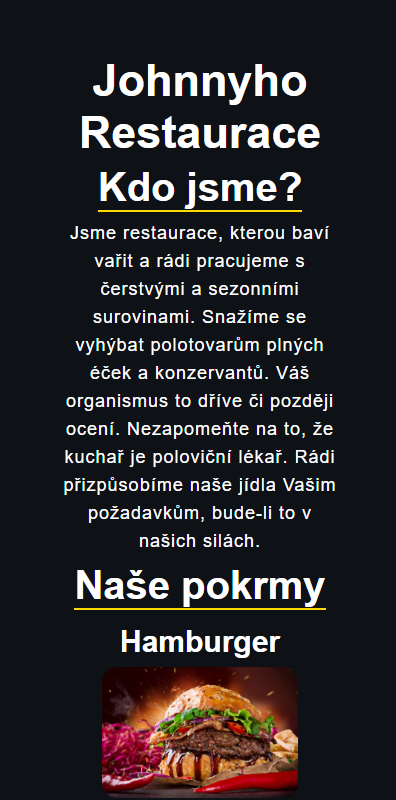 Johnnyho
Restaurace
Kdo jsme?
Jsme restaurace, kterou baví
vařit a rádi pracujeme s
čerstvými a sezonními
surovinami. Snažíme se
vyhýbat polotovarům plných
éček a konzervantů. Váš
organismus to dříve či později
ocení. Nezapomeňte na to, že
kuchař je poloviční lékař. Rádi
přizpůsobíme naše jídla Vašim
požadavkům, bude-li to v
našich silách.
Naše pokrmy
Hamburger